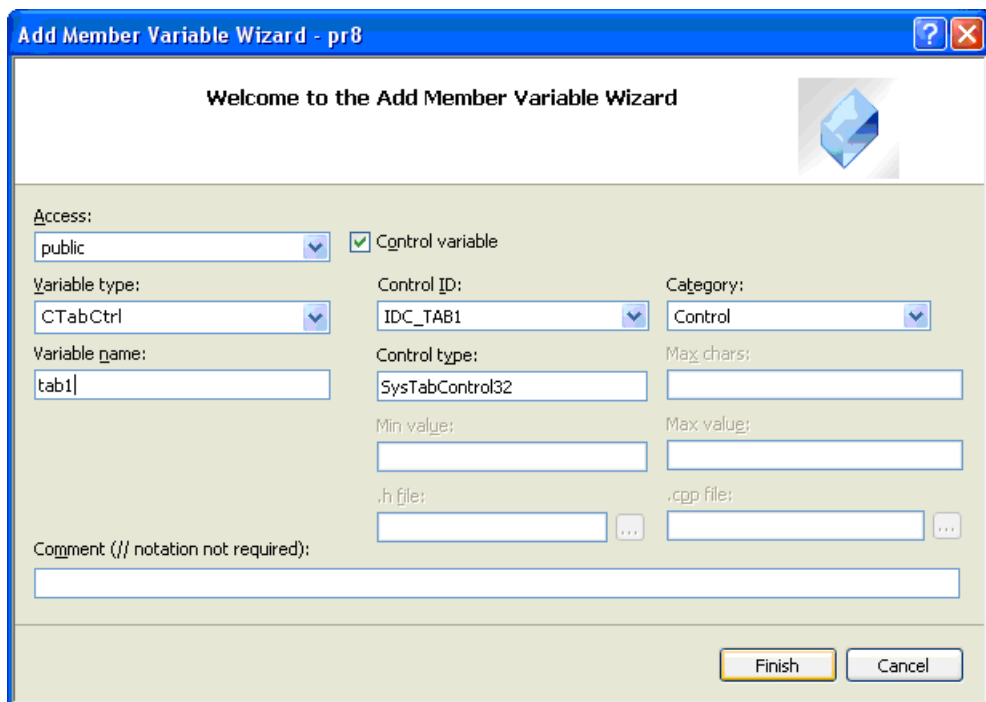 Add Member Variable Wizard - pr8
Welcome to the Add Member Variable Wizard
Access:
public
Control variable
Variable type:
CTabCtrl
Control ID:
IDC_TAB1
Category:
Control
Variable name:
tab1
Control type:
SysTabControl32
Max chars:
Min value:
Max value:
.h file:
...
.cpp file:
...
Comment (// notation not required):
Finish
Cancel